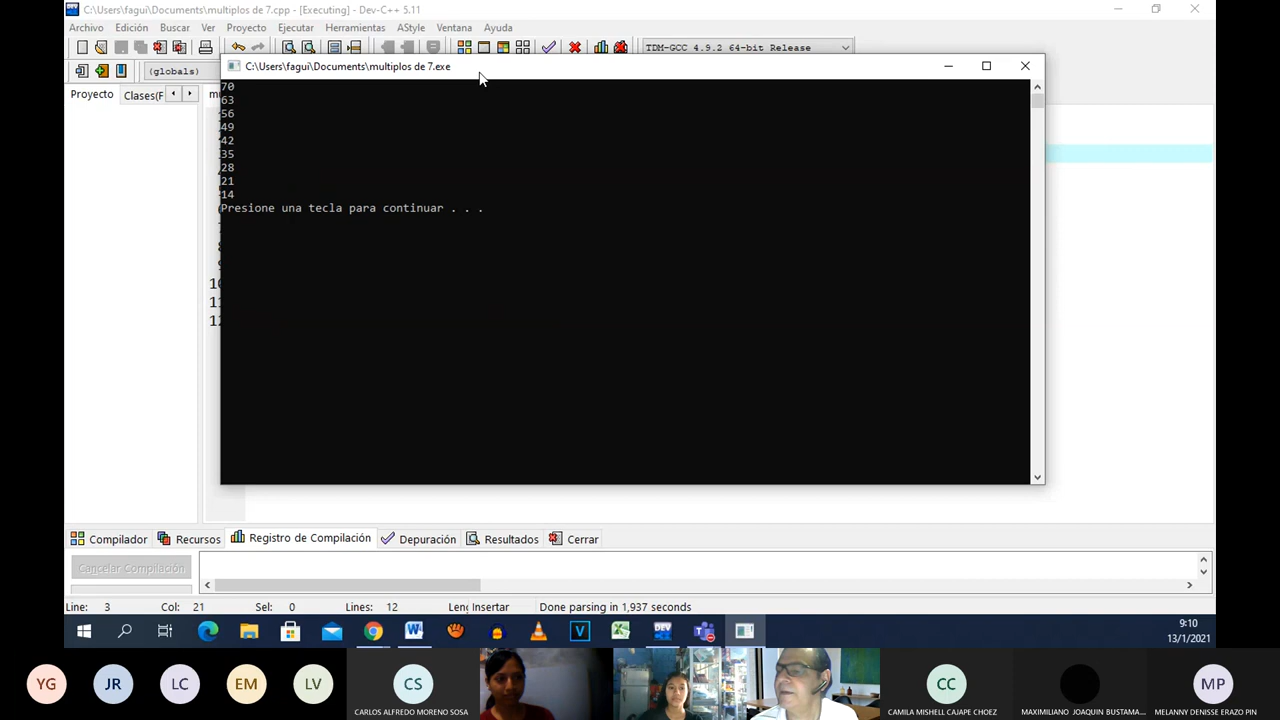 C:\Users\fagui\Documents\multiplos de 7.cpp - [Executing] - Dev-C++ 5.11
Archivo Edición Buscar Ver Proyecto Ejecutar Herramientas AStyle Ventana Ayuda
TDM-GCC 4.9.2 64-bit Release
(globals)
C:\Users\fagui\Documents\multiplos de 7.exe
Proyecto Clases(F
70
63
56
49
42
35
28
21
14
Presione una tecla para continuar . . .
Compilador Recursos Registro de Compilación Depuración Resultados Cerrar
Cancelar Compilación
Line: 3 Col: 21 Sel: 0 Lines: 12 Insertar Done parsing in 1,937 seconds
9:10
13/1/2021
YG JR LC EM LV CS CC MP
CARLOS ALFREDO MORENO SOSA CAMILA MISHELL CAJAPE CHOEZ MAXIMILIANO JOAQUIN BUSTAMA... MELANNY DENISSE ERAZO PIN